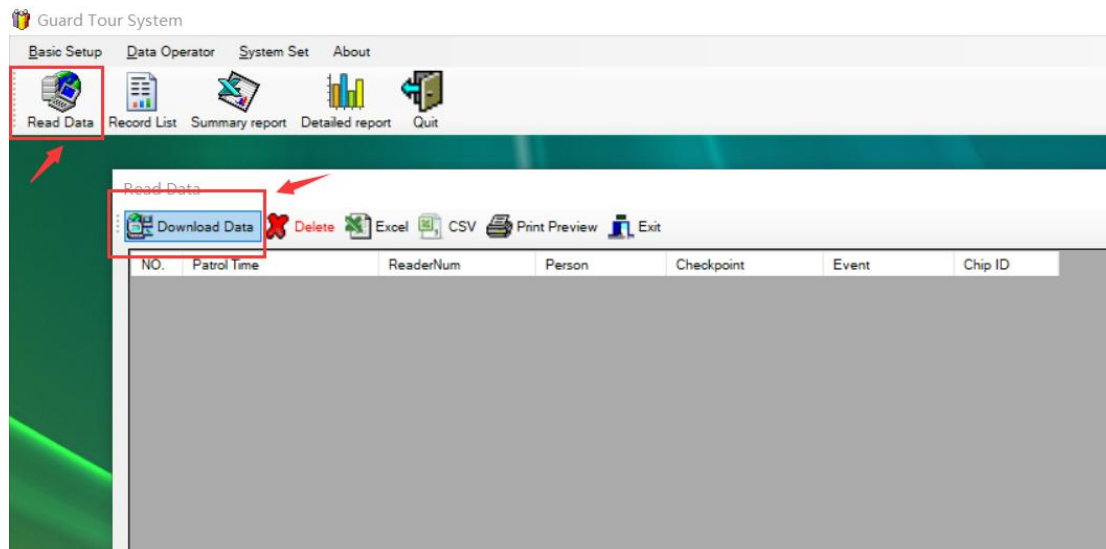 Guard Tour System
Basic Setup Data Operator System Set About
Read Data Record List Summary report Detailed report Quit
Read Data
Download Data Delete Excel CSV Print Preview Exit
NO. Patrol Time ReaderNum Person Checkpoint Event Chip ID